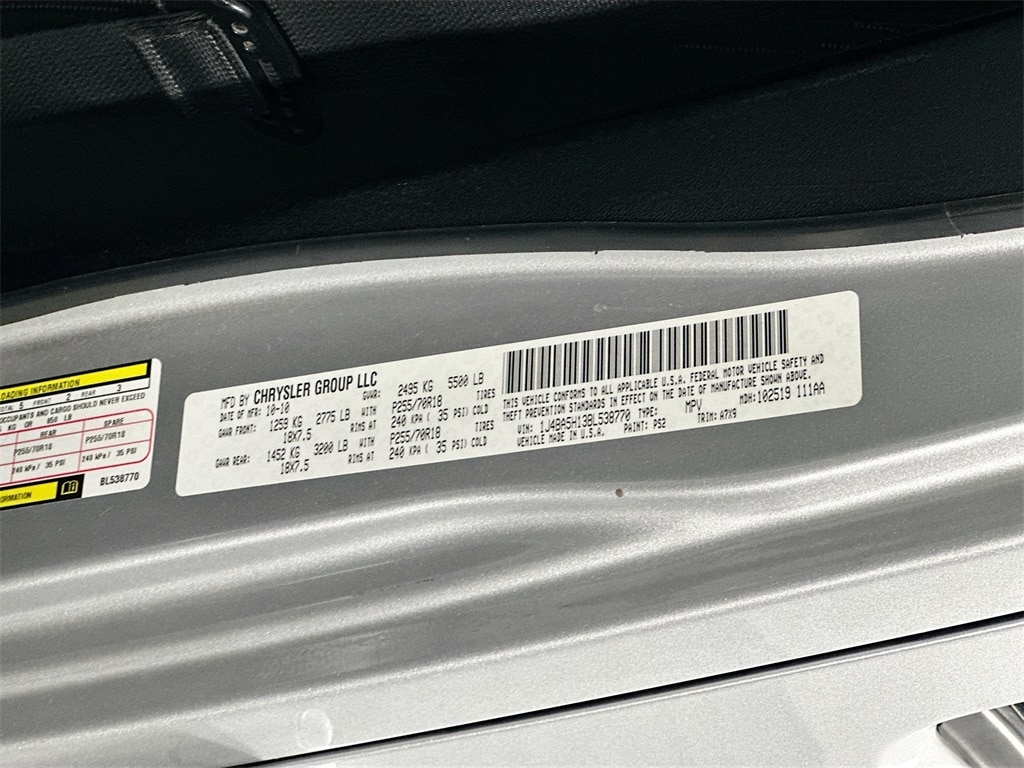 LOADING INFORMATION
TOTAL 5 FRONT 2 REAR 3
OCCUPANTS AND CARGO SHOULD NEVER EXCEED
KG OR 850 LB
REAR SPARE
P255/70R18 P255/70R18
240 kPa/ 35 PSI 240 kPa/ 35 PSI
BL538770
MFD BY CHRYSLER GROUP LLC 2495 KG 5500 LB
DATE OF MFR: 10-10
GAWR FRONT: 1259 KG 2775 LB WITH P255/70R18 TIRES
18X7.5 RIMS AT 240 KPA ( 35 PSI) COLD
GAWR REAR: 1452 KG 3200 LB WITH P255/70R18 TIRES
18X7.5 RIMS AT 240 KPA ( 35 PSI) COLD
THIS VEHICLE CONFORMS TO ALL APPLICABLE U.S.A. FEDERAL MOTOR VEHICLE SAFETY AND
THEFT PREVENTION STANDARDS IN EFFECT ON THE DATE OF MANUFACTURE SHOWN ABOVE.
VIN: 1J4BA5H13BL538770 TYPE: MPV MDH: 102519 111AA
VEHICLE MADE IN U.S.A. PAINT: PS2 TRIM: A7X9